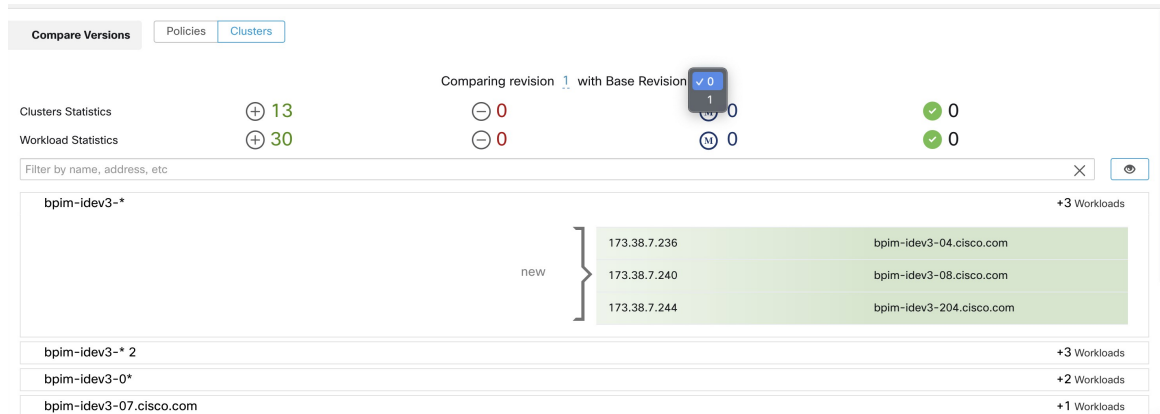 Compare Versions Policies Clusters
Comparing revision 1 with Base Revision ✓ 0
1
Clusters Statistics + 13 − 0 M 0 ✓ 0
Workload Statistics + 30 − 0 M 0 ✓ 0
Filter by name, address, etc
bpim-idev3-* +3 Workloads
173.38.7.236 bpim-idev3-04.cisco.com
new 173.38.7.240 bpim-idev3-08.cisco.com
173.38.7.244 bpim-idev3-204.cisco.com
bpim-idev3-* 2 +3 Workloads
bpim-idev3-0* +2 Workloads
bpim-idev3-07.cisco.com +1 Workloads